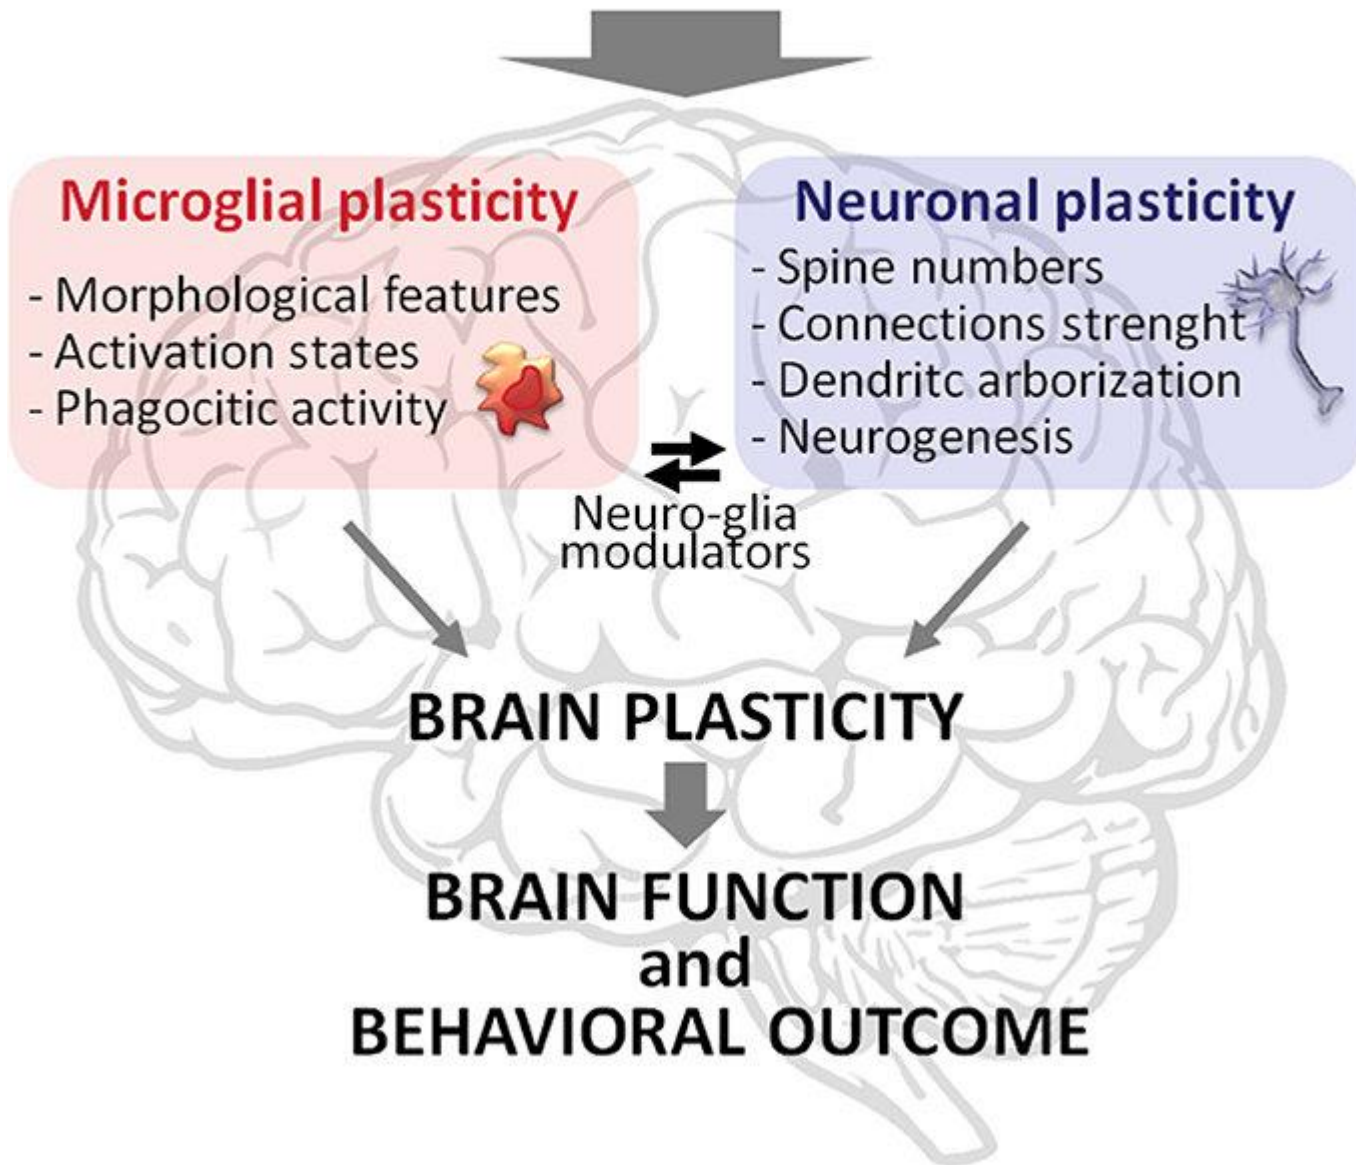 Microglial plasticity
- Morphological features
- Activation states
- Phagocitic activity
Neuronal plasticity
- Spine numbers
- Connections strenght
- Dendritc arborization
- Neurogenesis
Neuro-glia
modulators
BRAIN PLASTICITY
BRAIN FUNCTION
and
BEHAVIORAL OUTCOME